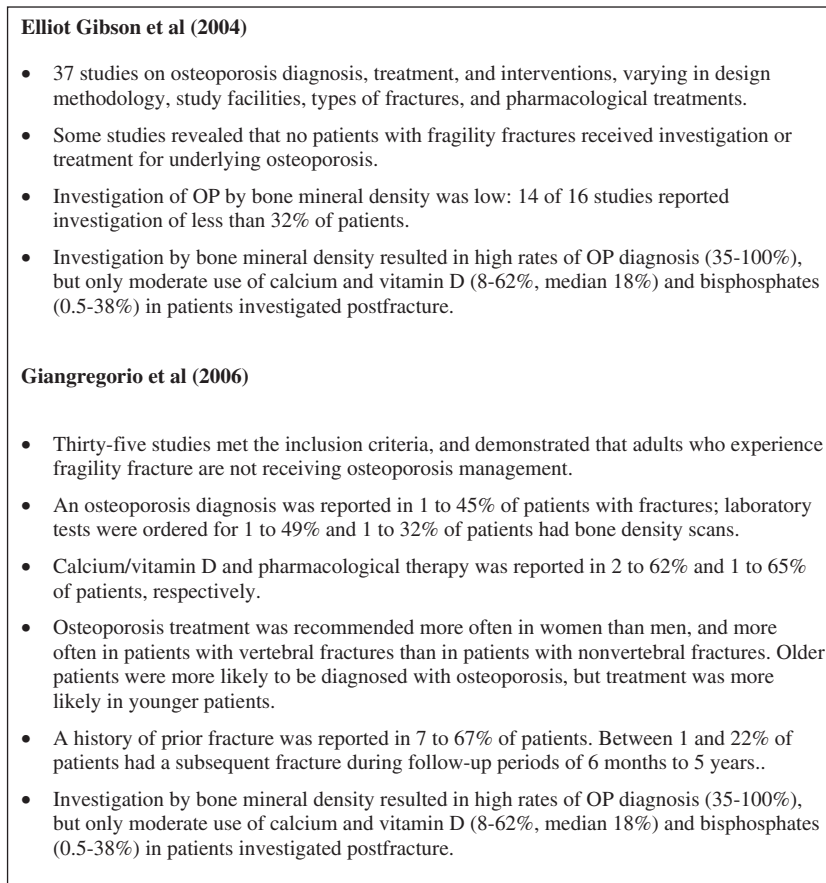 Elliot Gibson et al (2004)
• 37 studies on osteoporosis diagnosis, treatment, and interventions, varying in design
methodology, study facilities, types of fractures, and pharmacological treatments.
• Some studies revealed that no patients with fragility fractures received investigation or
treatment for underlying osteoporosis.
• Investigation of OP by bone mineral density was low: 14 of 16 studies reported
investigation of less than 32% of patients.
• Investigation by bone mineral density resulted in high rates of OP diagnosis (35-100%),
but only moderate use of calcium and vitamin D (8-62%, median 18%) and bisphosphates
(0.5-38%) in patients investigated postfracture.
Giangregorio et al (2006)
• Thirty-five studies met the inclusion criteria, and demonstrated that adults who experience
fragility fracture are not receiving osteoporosis management.
• An osteoporosis diagnosis was reported in 1 to 45% of patients with fractures; laboratory
tests were ordered for 1 to 49% and 1 to 32% of patients had bone density scans.
• Calcium/vitamin D and pharmacological therapy was reported in 2 to 62% and 1 to 65%
of patients, respectively.
• Osteoporosis treatment was recommended more often in women than men, and more
often in patients with vertebral fractures than in patients with nonvertebral fractures. Older
patients were more likely to be diagnosed with osteoporosis, but treatment was more
likely in younger patients.
• A history of prior fracture was reported in 7 to 67% of patients. Between 1 and 22% of
patients had a subsequent fracture during follow-up periods of 6 months to 5 years..
• Investigation by bone mineral density resulted in high rates of OP diagnosis (35-100%),
but only moderate use of calcium and vitamin D (8-62%, median 18%) and bisphosphates
(0.5-38%) in patients investigated postfracture.